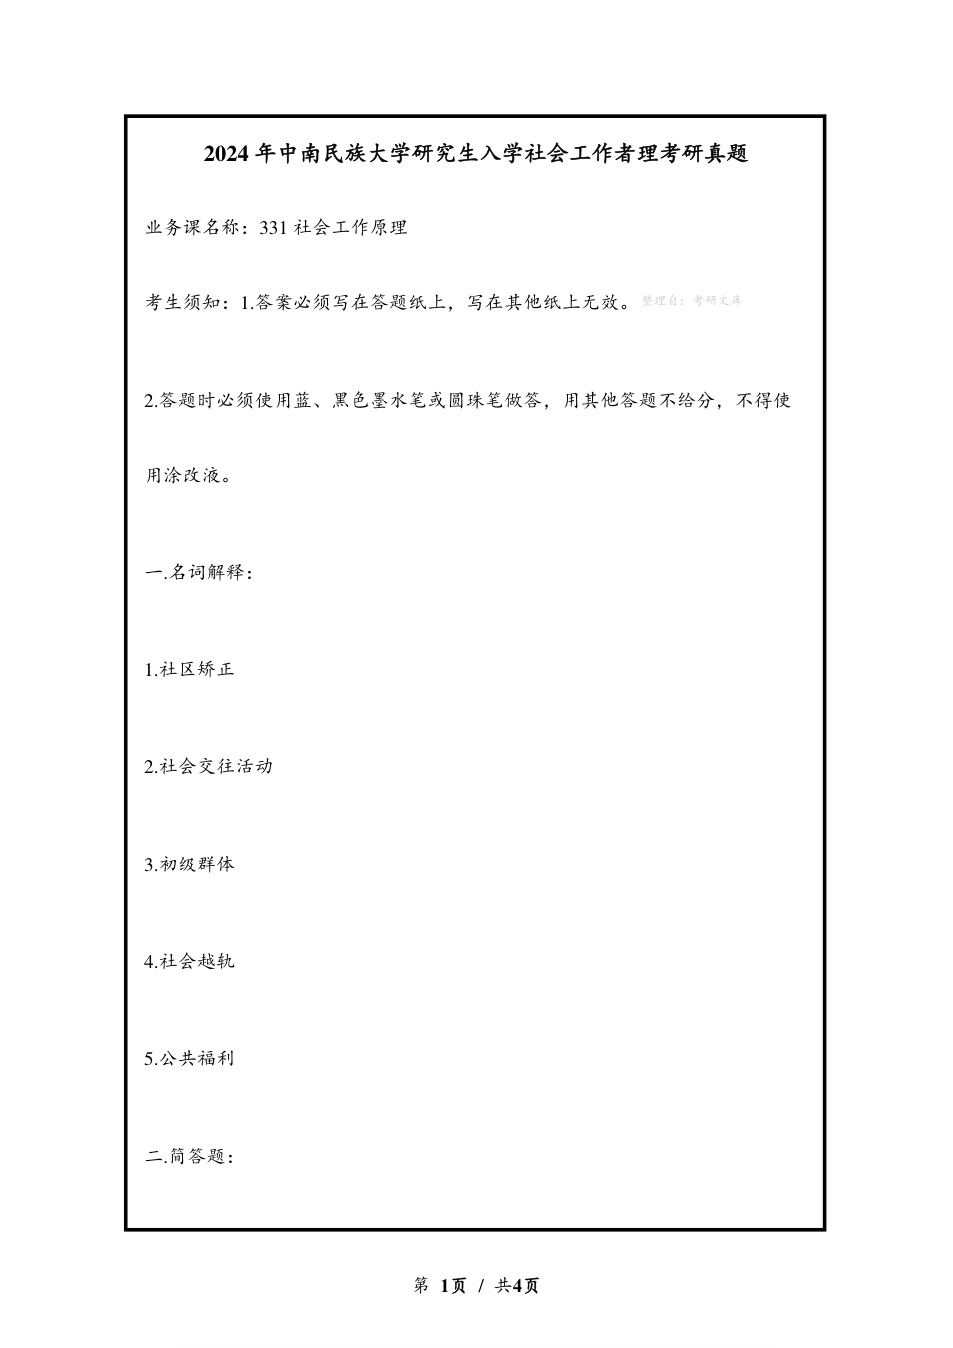 2024 年中南民族大学研究生入学社会工作者理考研真题
业务课名称：331 社会工作原理
考生须知：1.答案必须写在答题纸上，写在其他纸上无效。 整理自：考研文库
2.答题时必须使用蓝、黑色墨水笔或圆珠笔做答，用其他答题不给分，不得使
用涂改液。
一.名词解释：
1.社区矫正
2.社会交往活动
3.初级群体
4.社会越轨
5.公共福利
二.简答题：
第 1页 / 共4页